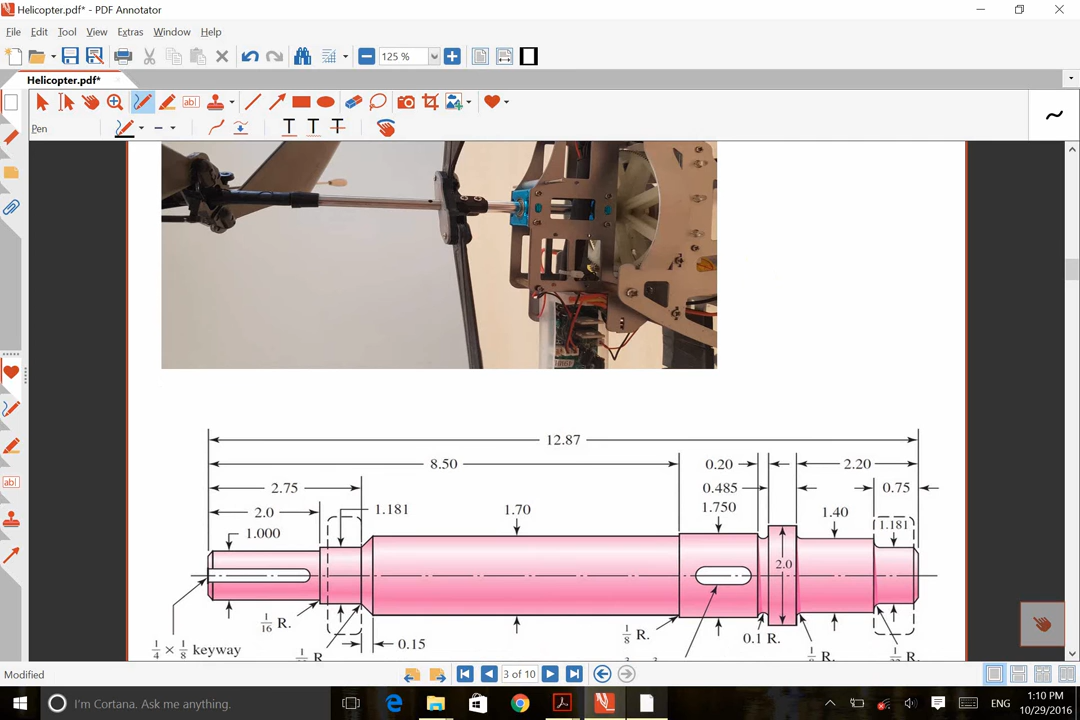 Helicopter.pdf* - PDF Annotator
File Edit Tool View Extras Window Help
125 %
Helicopter.pdf*
Pen
12.87
8.50 0.20 2.20
2.75 0.485 0.75
2.0 1.181 1.70 1.750 1.40 1.181
1.000
2.0
1/16 R. 1/8 R. 0.1 R.
1/4 × 1/8 keyway 0.15
R. R. R.
Modified 3 of 10
I'm Cortana. Ask me anything. ENG 1:10 PM
10/29/2016